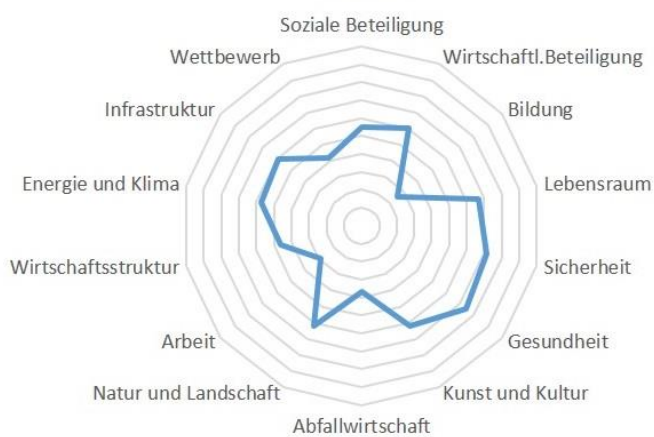 Soziale Beteiligung
Wirtschaftl.Beteiligung
Bildung
Lebensraum
Sicherheit
Gesundheit
Kunst und Kultur
Abfallwirtschaft
Natur und Landschaft
Arbeit
Wirtschaftsstruktur
Energie und Klima
Infrastruktur
Wettbewerb